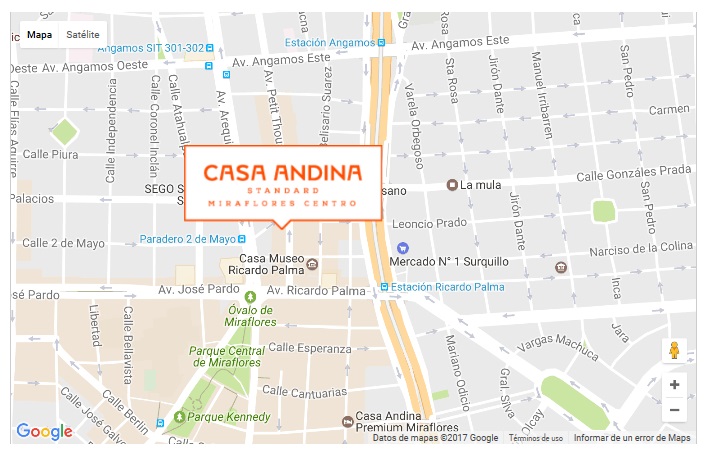 Mapa
Satélite
Angamos SIT 301-302
Estación Angamos
Av. Angamos Este
Oeste Av. Angamos Oeste
Av. Angamos Este
Calle Elías Aguirre
Calle Independencia
Calle Coronel Inclán
Calle Atahualpa
Av. Arequi
Av. Petit Thou
Belisario Suarez
Sta Rosa
Varela Orbegoso
Jirón Dante
Manuel Irribarren
San Pedro
Carmen
Calle Piura
CASA ANDINA
STANDARD
MIRAFLORES CENTRO
SEGO S
S
sano
La mula
Calle Gonzáles Prada
Palacios
Leoncio Prado
Jirón Dante
San Pedro
Calle 2 de Mayo
Paradero 2 de Mayo
Narciso de la Colina
Casa Museo
Ricardo Palma
Mercado N° 1 Surquillo
Estación Ricardo Palma
Inca
José Pardo
Av. José Pardo
Av. Ricardo Palma
Óvalo de
Miraflores
Libertad
Calle Bellavista
Jara
Vargas Machuca
Parque Central
de Miraflores
Calle Esperanza
Mariano Odicio
Gral. Silva
Calle Cantuarias
Calle Berlin
Calle José Galv
Parque Kennedy
Casa Andina
Premium Miraflores
Olcay
Google
Datos de mapas ©2017 Google
Términos de uso
Informar de un error de Maps